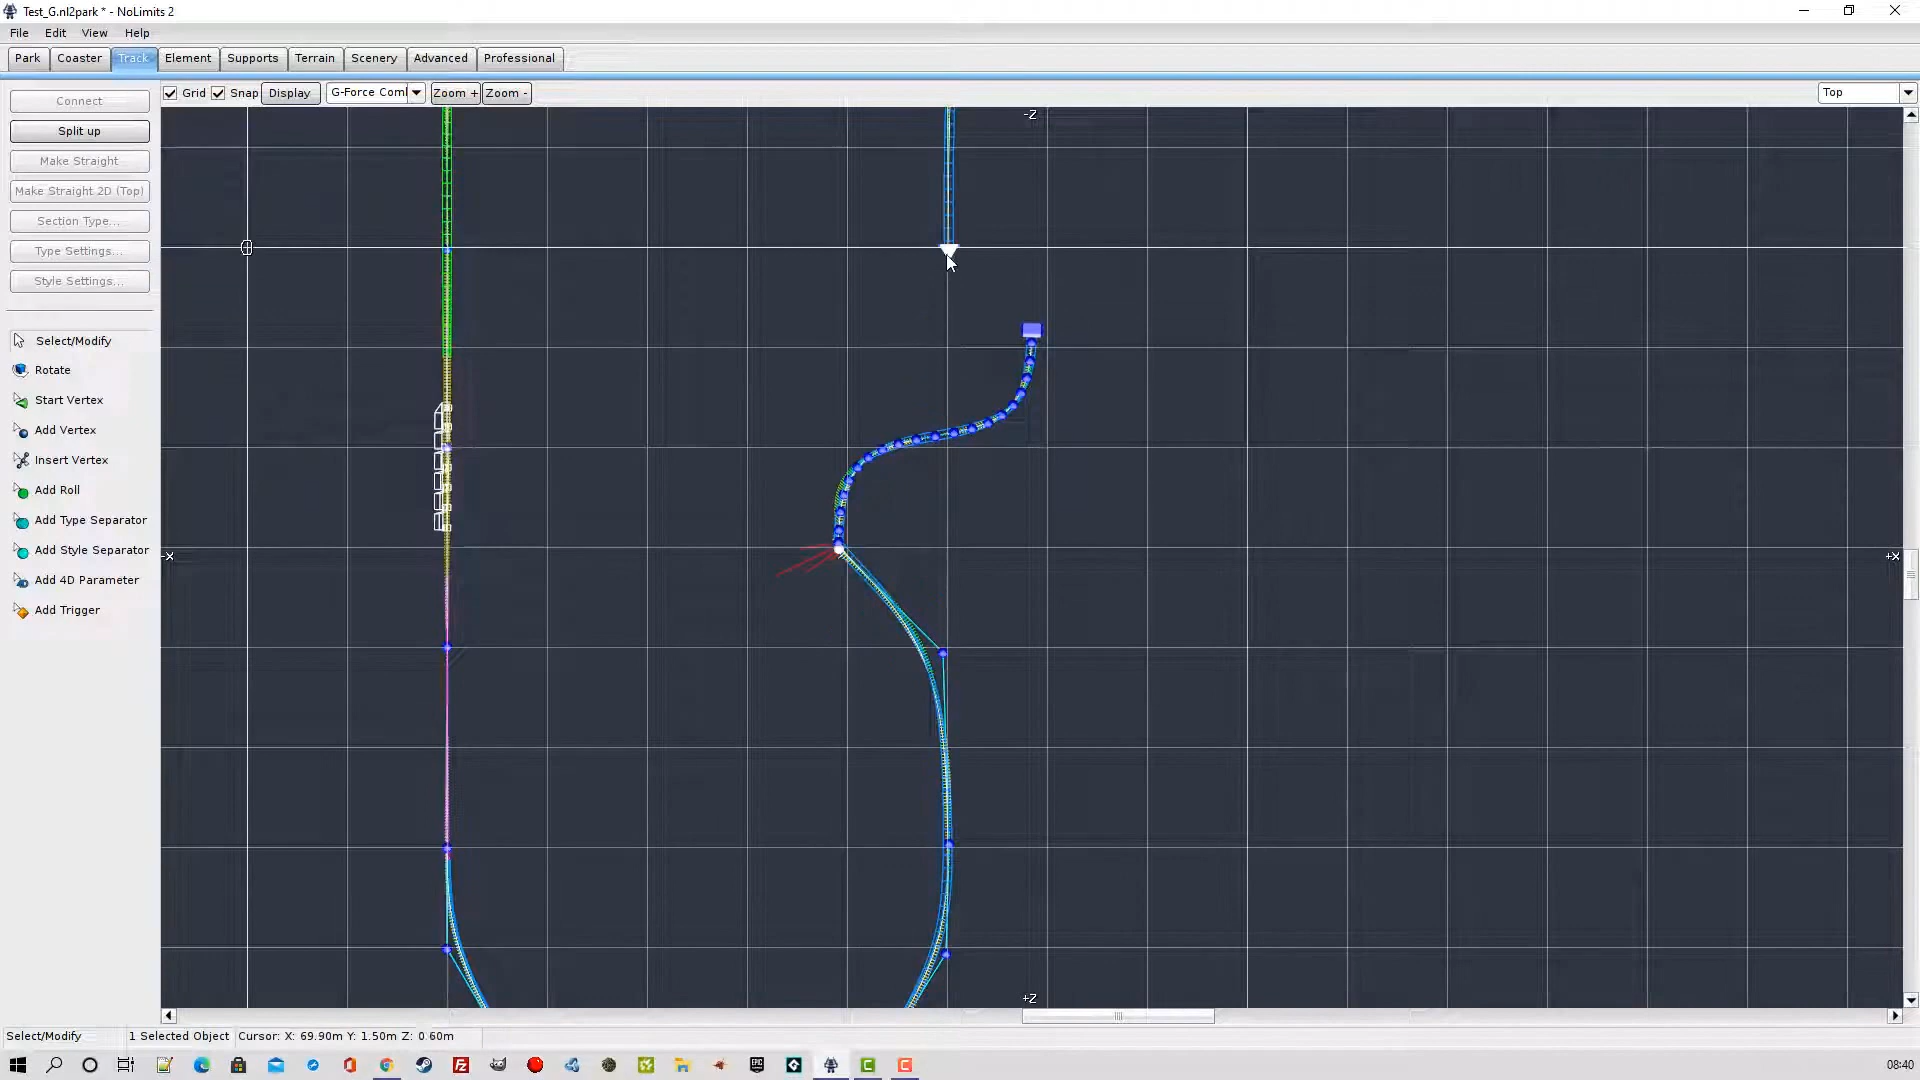 Test_G.nl2park * - NoLimits 2
File Edit View Help
Park Coaster Track Element Supports Terrain Scenery Advanced Professional
Connect Grid Snap Display G-Force Coml Zoom + Zoom - Top
Split up
Make Straight
Make Straight 2D (Top)
Section Type...
Type Settings...
Style Settings...
Select/Modify
Rotate
Start Vertex
Add Vertex
Insert Vertex
Add Roll
Add Type Separator
Add Style Separator
Add 4D Parameter
Add Trigger
-Z
-X
+X
+Z
Select/Modify 1 Selected Object Cursor: X: 69.90m Y: 1.50m Z: 0.60m
08:40